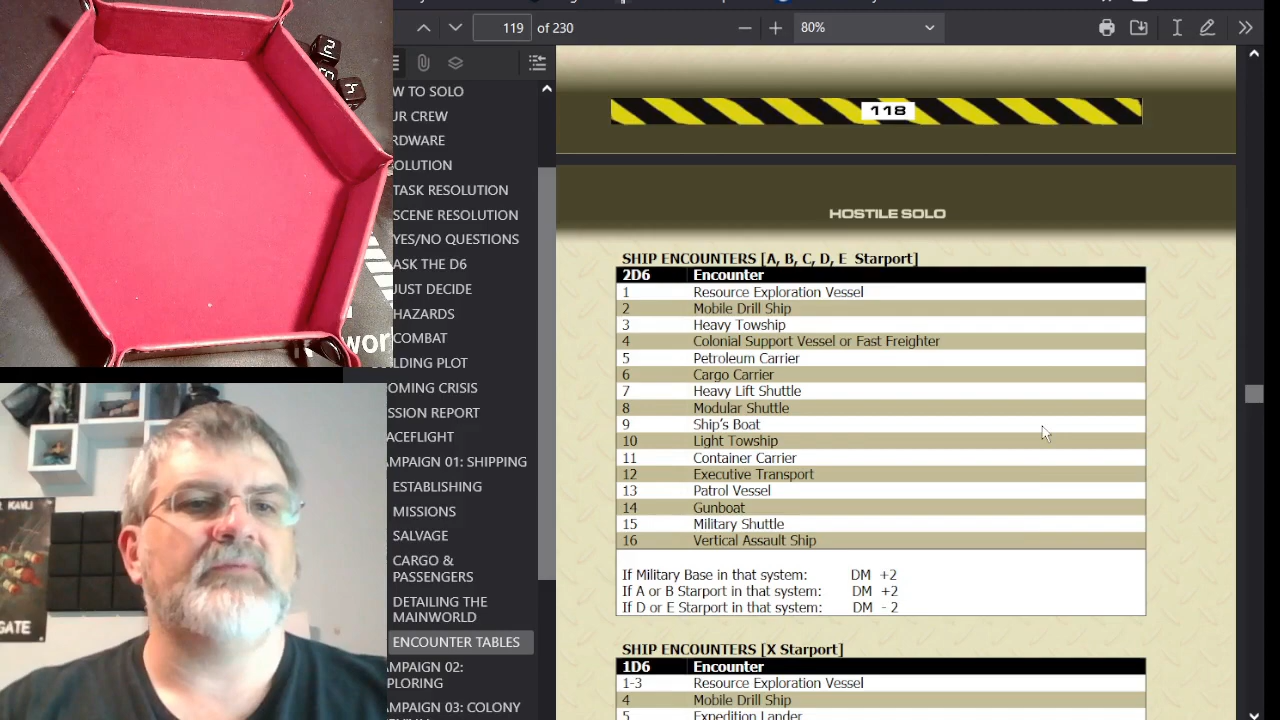 119 of 230
80%
118
HOSTILE SOLO
W TO SOLO
UR CREW
RDWARE
OLUTION
TASK RESOLUTION
SCENE RESOLUTION
YES/NO QUESTIONS
ASK THE D6
JUST DECIDE
HAZARDS
COMBAT
ILDING PLOT
OMING CRISIS
SSION REPORT
ACEFLIGHT
AMPAIGN 01: SHIPPING
ESTABLISHING
MISSIONS
SALVAGE
CARGO &
PASSENGERS
DETAILING THE
MAINWORLD
ENCOUNTER TABLES
AMPAIGN 02:
PLORING
AMPAIGN 03: COLONY
SHIP ENCOUNTERS [A, B, C, D, E Starport]
2D6 Encounter
1 Resource Exploration Vessel
2 Mobile Drill Ship
3 Heavy Towship
4 Colonial Support Vessel or Fast Freighter
5 Petroleum Carrier
6 Cargo Carrier
7 Heavy Lift Shuttle
8 Modular Shuttle
9 Ship's Boat
10 Light Towship
11 Container Carrier
12 Executive Transport
13 Patrol Vessel
14 Gunboat
15 Military Shuttle
16 Vertical Assault Ship
If Military Base in that system: DM +2
If A or B Starport in that system: DM +2
If D or E Starport in that system: DM - 2
SHIP ENCOUNTERS [X Starport]
1D6 Encounter
1-3 Resource Exploration Vessel
4 Mobile Drill Ship
5 Expedition Lander
GATE